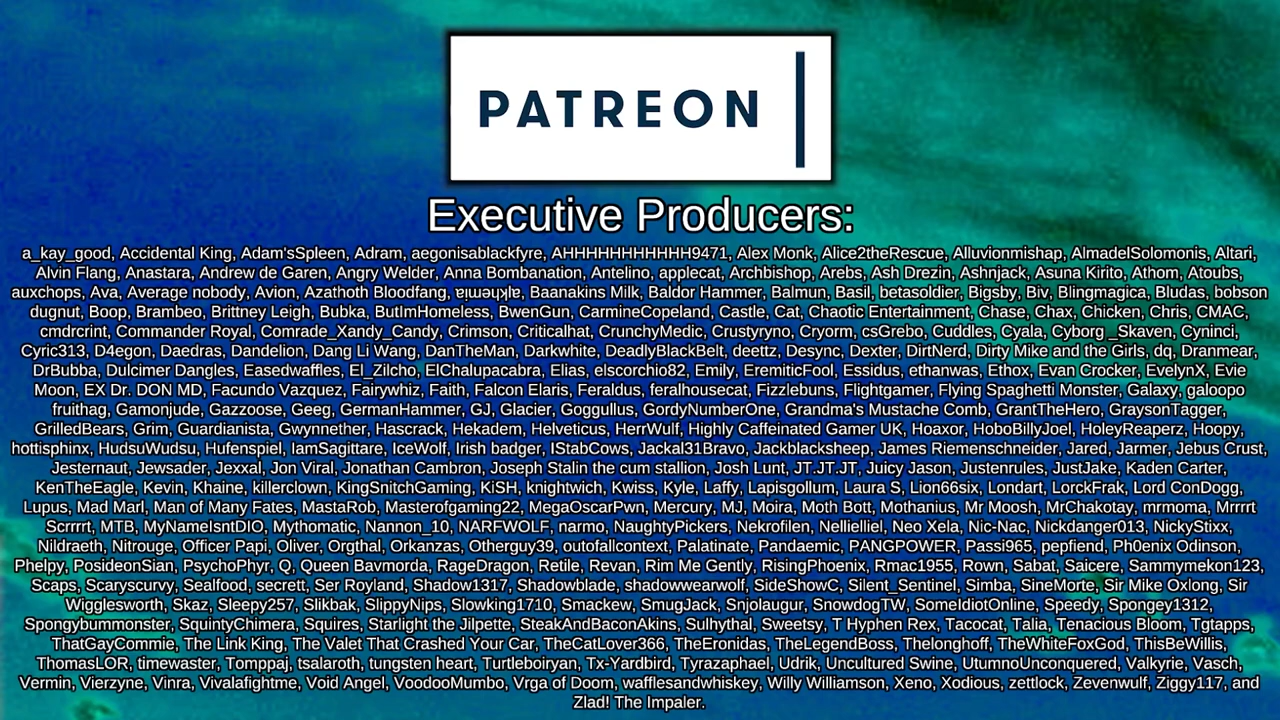 PATREON
Executive Producers:
a_kay_good, Accidental King, Adam'sSpleen, Adram, aegonisablackfyre, AHHHHHHHHHHHH9471, Alex Monk, Alice2theRescue, Alluvionmishap, AlmadelSolomonis, Altari,
Alvin Flang, Anastara, Andrew de Garen, Angry Welder, Anna Bombanation, Antelino, applecat, Archbishop, Arebs, Ash Drezin, Ashnjack, Asuna Kirito, Athom, Atoubs,
auxchops, Ava, Average nobody, Avion, Azathoth Bloodfang, Baanakins Milk, Baldor Hammer, Balmun, Basil, betasoldier, Bigsby, Biv, Blingmagica, Bludas, bobson
dugnut, Boop, Brambeo, Brittney Leigh, Bubka, ButImHomeless, BwenGun, CarmineCopeland, Castle, Cat, Chaotic Entertainment, Chase, Chax, Chicken, Chris, CMAC,
cmdrcrint, Commander Royal, Comrade_Xandy_Candy, Crimson, Criticalhat, CrunchyMedic, Crustyryno, Cryorm, csGrebo, Cuddles, Cyala, Cyborg _Skaven, Cyninci,
Cyric313, D4egon, Daedras, Dandelion, Dang Li Wang, DanTheMan, Darkwhite, DeadlyBlackBelt, deettz, Desync, Dexter, DirtNerd, Dirty Mike and the Girls, dq, Dranmear,
DrBubba, Dulcimer Dangles, Easedwaffles, El_Zilcho, ElChalupacabra, Elias, elscorchio82, Emily, EremiticFool, Essidus, ethanwas, Ethox, Evan Crocker, EvelynX, Evie
Moon, EX Dr. DON MD, Facundo Vazquez, Fairywhiz, Faith, Falcon Elaris, Feraldus, feralhousecat, Fizzlebuns, Flightgamer, Flying Spaghetti Monster, Galaxy, galoopo
fruithag, Gamonjude, Gazzoose, Geeg, GermanHammer, GJ, Glacier, Goggullus, GordyNumberOne, Grandma's Mustache Comb, GrantTheHero, GraysonTagger,
GrilledBears, Grim, Guardianista, Gwynnether, Hascrack, Hekadem, Helveticus, HerrWulf, Highly Caffeinated Gamer UK, Hoaxor, HoboBillyJoel, HoleyReaperz, Hoopy,
hottisphinx, HudsuWudsu, Hufenspiel, IamSagittare, IceWolf, Irish badger, IStabCows, Jackal31Bravo, Jackblacksheep, James Riemenschneider, Jared, Jarmer, Jebus Crust,
Jesternaut, Jewsader, Jexxal, Jon Viral, Jonathan Cambron, Joseph Stalin the cum stallion, Josh Lunt, JT.JT.JT, Juicy Jason, Justenrules, JustJake, Kaden Carter,
KenTheEagle, Kevin, Khaine, killerclown, KingSnitchGaming, KiSH, knightwich, Kwiss, Kyle, Laffy, Lapisgollum, Laura S, Lion66six, Londart, LorckFrak, Lord ConDogg,
Lupus, Mad Marl, Man of Many Fates, MastaRob, Masterofgaming22, MegaOscarPwn, Mercury, MJ, Moira, Moth Bott, Mothanius, Mr Moosh, MrChakotay, mrmoma, Mrrrrt
Scrrrrt, MTB, MyNameIsntDIO, Mythomatic, Nannon_10, NARFWOLF, narmo, NaughtyPickers, Nekrofilen, Nellielliel, Neo Xela, Nic-Nac, Nickdanger013, NickyStixx,
Nildraeth, Nitrouge, Officer Papi, Oliver, Orgthal, Orkanzas, Otherguy39, outofallcontext, Palatinate, Pandaemic, PANGPOWER, Passi965, pepfiend, Ph0enix Odinson,
Phelpy, PosideonSian, PsychoPhyr, Q, Queen Bavmorda, RageDragon, Retile, Revan, Rim Me Gently, RisingPhoenix, Rmac1955, Rown, Sabat, Saicere, Sammymekon123,
Scaps, Scaryscurvy, Sealfood, secrett, Ser Royland, Shadow1317, Shadowblade, shadowwearwolf, SideShowC, Silent_Sentinel, Simba, SineMorse, Sir Mike Oxlong, Sir
Wigglesworth, Skaz, Sleepy257, Slikbak, SlippyNips, Slowking1710, Smackew, SmugJack, Snjolaugur, SnowdogTW, SomeIdiotOnline, Speedy, Spongey1312,
Spongybummonster, SquintyChimera, Squires, Starlight the Jilpette, SteakAndBaconAkins, Sulhythal, Sweetsy, T Hyphen Rex, Tacocat, Talia, Tenacious Bloom, Tgtapps,
ThatGayCommie, The Link King, The Valet That Crashed Your Car, TheCatLover366, TheEronidas, TheLegendBoss, Thelonghoff, TheWhiteFoxGod, ThisBeWillis,
ThomasLOR, timewaster, Tomppaj, tsalaroth, tungsten heart, Turtleboiryan, Tx-Yardbird, Tyrazaphael, Udrik, Uncultured Swine, UtumnoUnconquered, Valkyrie, Vasch,
Vermin, Vierzyne, Vinra, Vivalafightme, Void Angel, VoodooMumbo, Vrga of Doom, wafflesandwhiskey, Willy Williamson, Xeno, Xodious, zettlock, Zevenwulf, Ziggy117, and
Zlad! The Impaler.